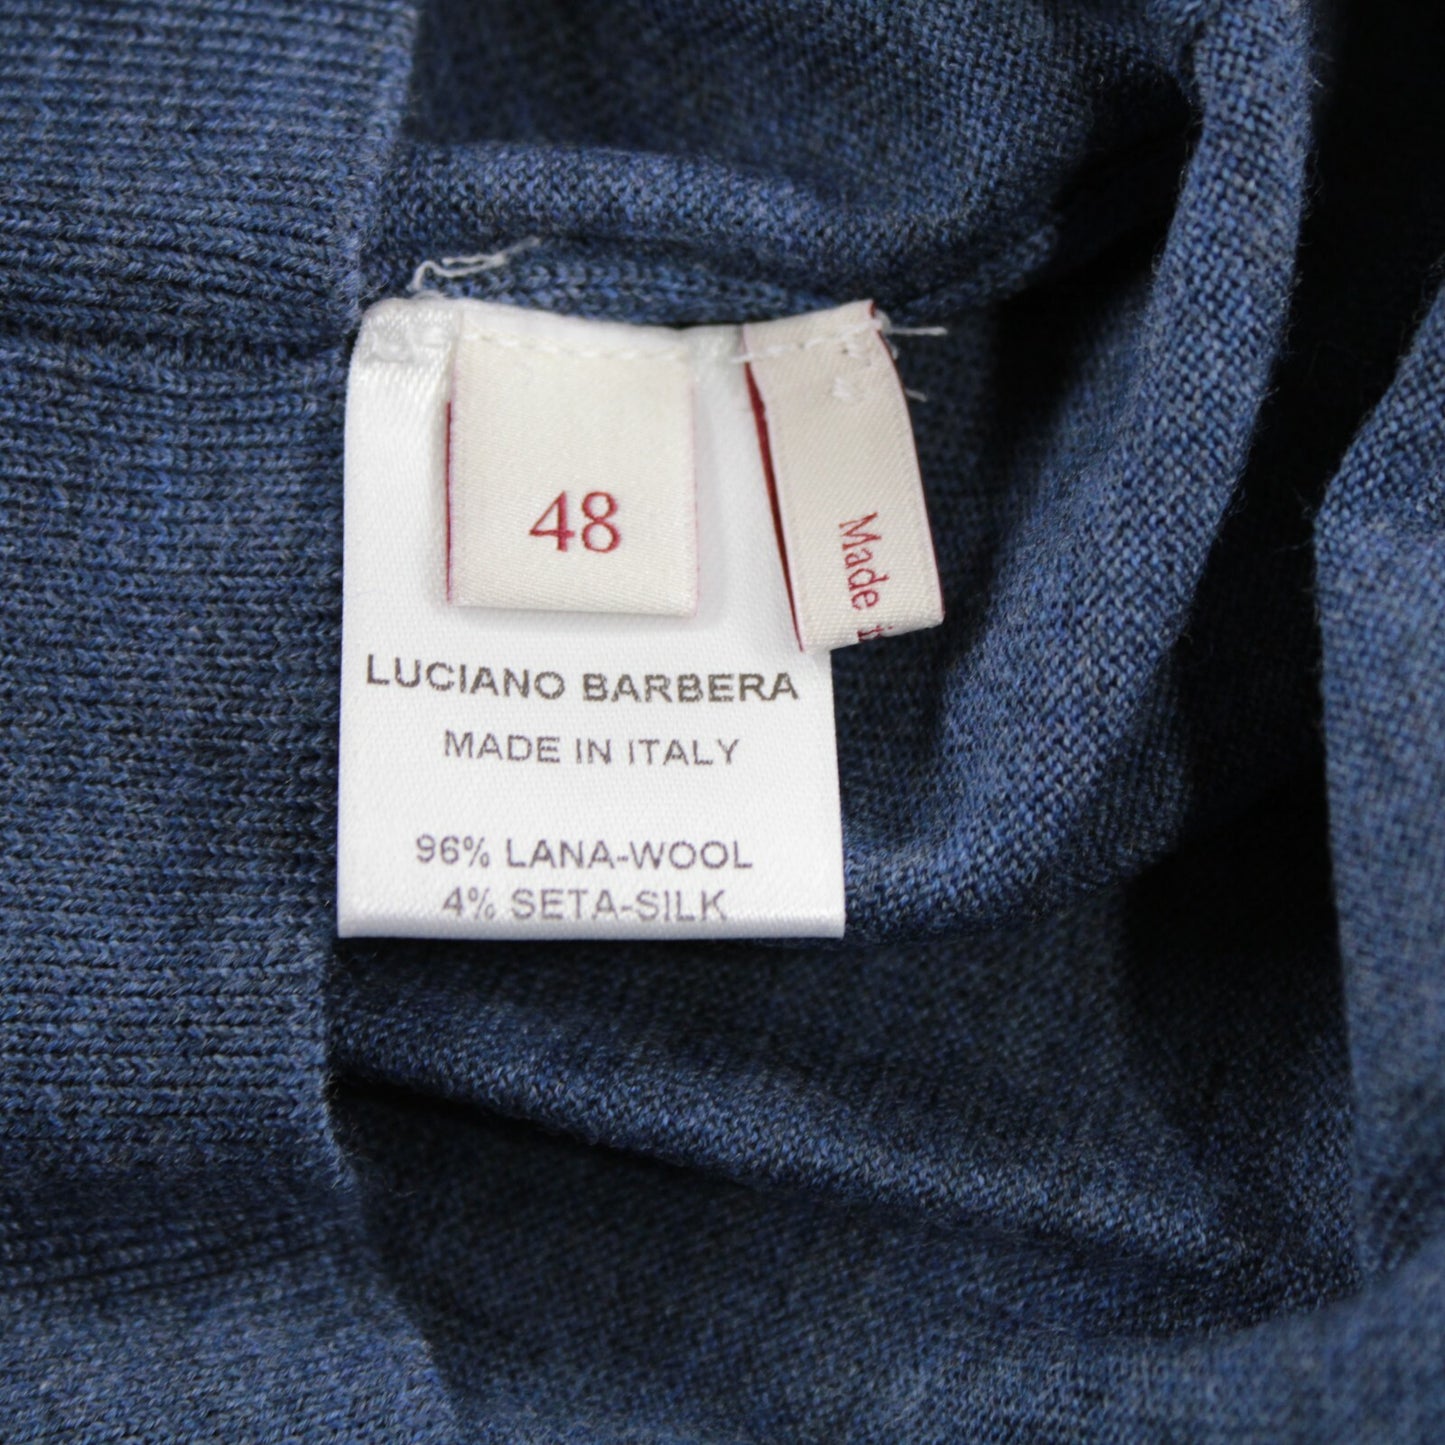 48
Made
LUCIANO BARBERA
MADE IN ITALY
96% LANA-WOOL
4% SETA-SILK